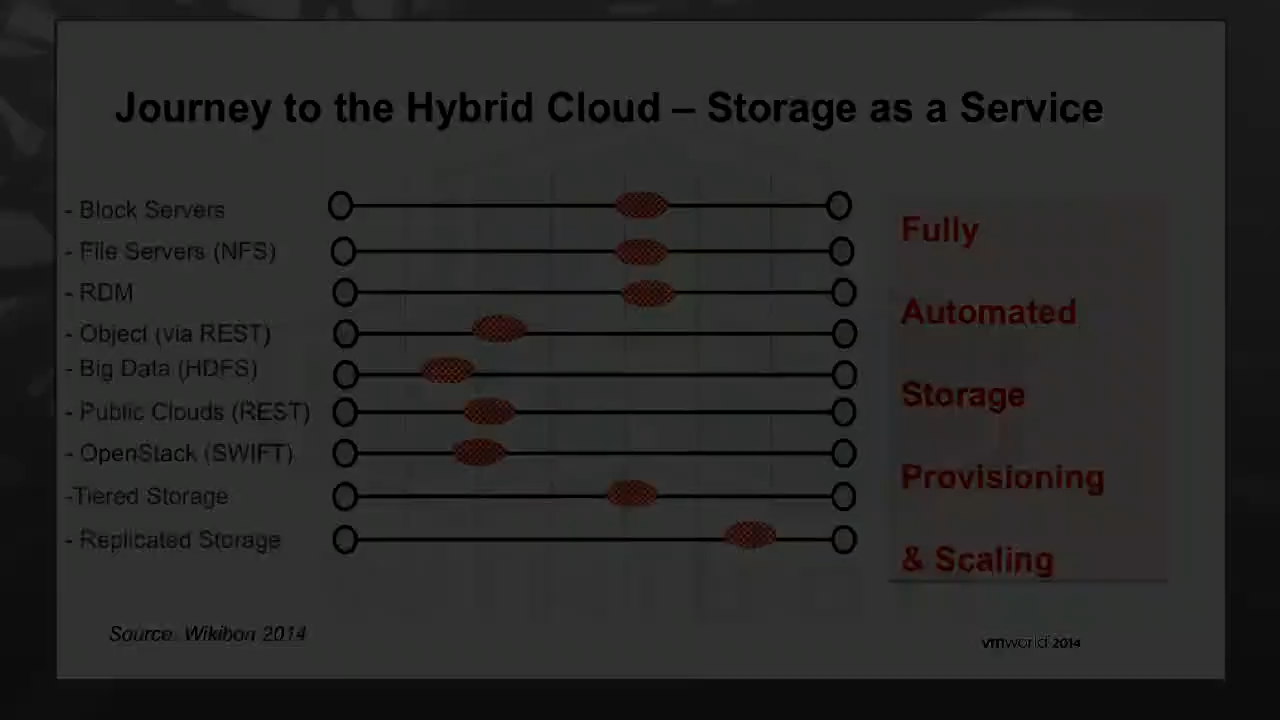 Journey to the Hybrid Cloud – Storage as a Service
- Block Servers
- File Servers (NFS)
- RDM
- Object (via REST)
- Big Data (HDFS)
- Public Clouds (REST)
- OpenStack (SWIFT)
-Tiered Storage
- Replicated Storage
Fully
Automated
Storage
Provisioning
& Scaling
Source: Wikibon 2014
vmworld 2014